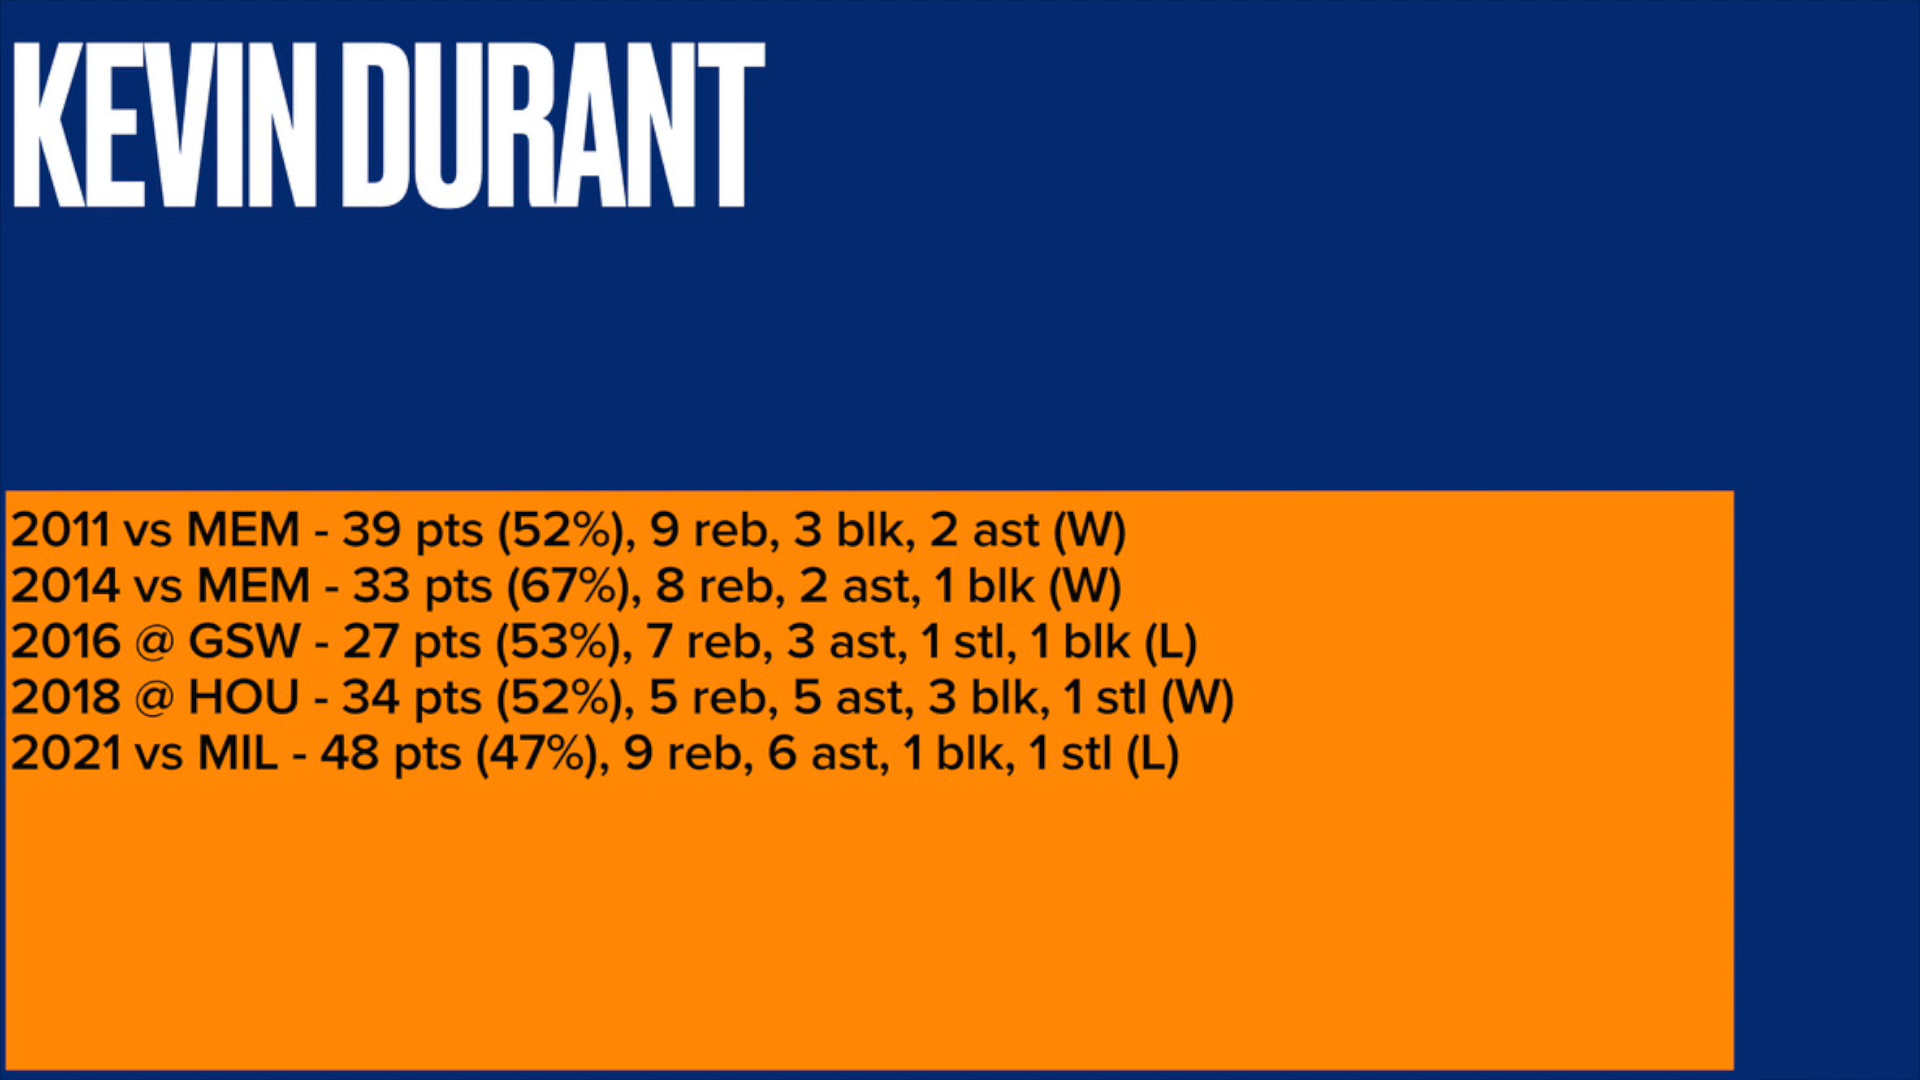 KEVIN DURANT
2011 vs MEM - 39 pts (52%), 9 reb, 3 blk, 2 ast (W)
2014 vs MEM - 33 pts (67%), 8 reb, 2 ast, 1 blk (W)
2016 @ GSW - 27 pts (53%), 7 reb, 3 ast, 1 stl, 1 blk (L)
2018 @ HOU - 34 pts (52%), 5 reb, 5 ast, 3 blk, 1 stl (W)
2021 vs MIL - 48 pts (47%), 9 reb, 6 ast, 1 blk, 1 stl (L)